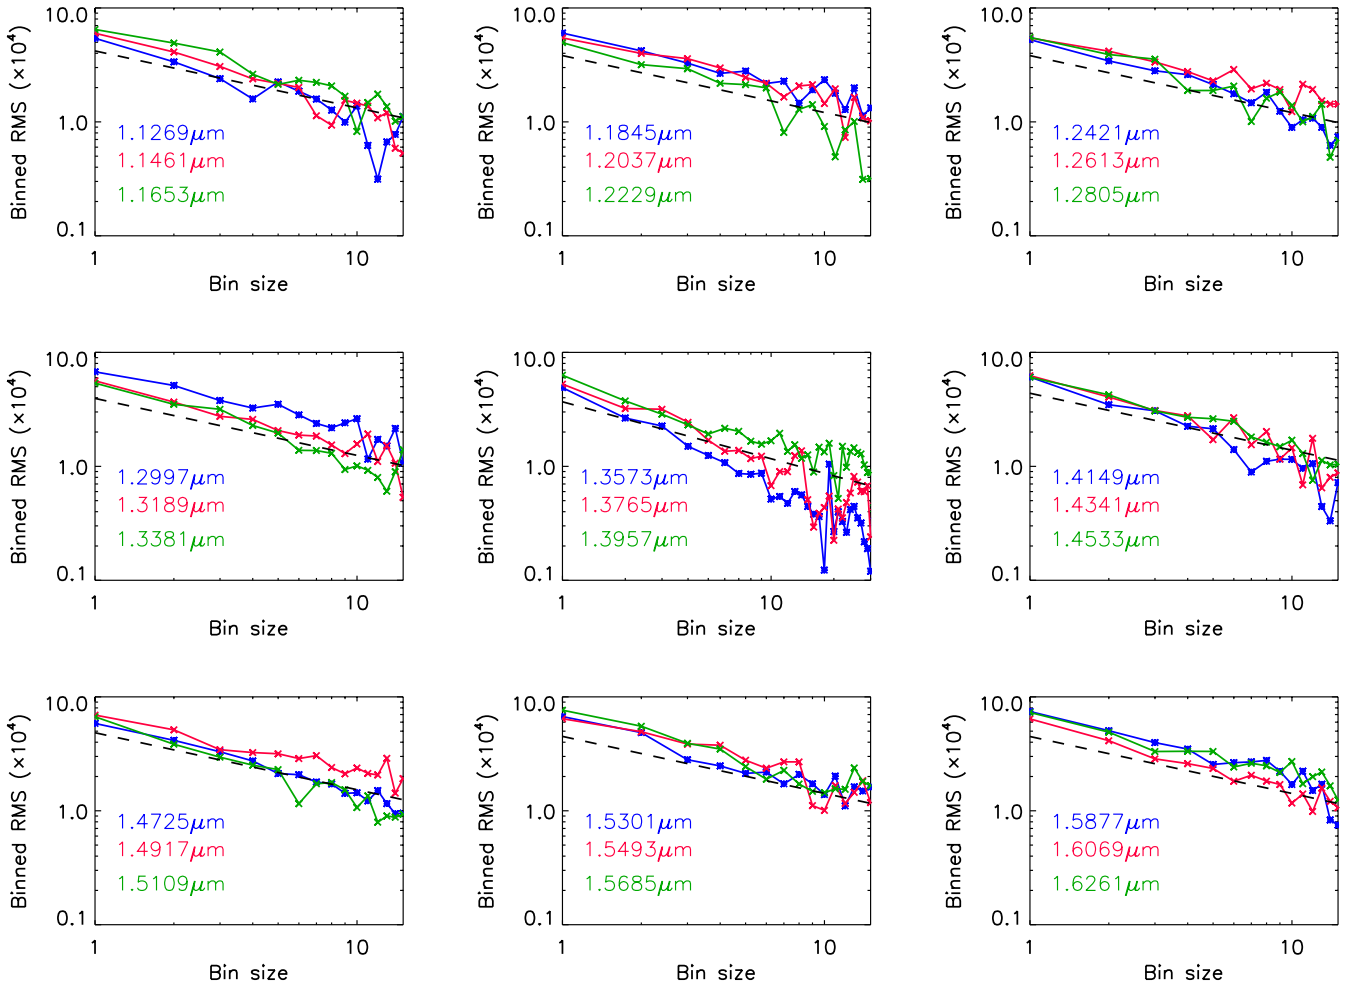 10.0
1.0
0.1
Binned RMS (×10⁴)
1.1269μm
1.1461μm
1.1653μm
1
10
Bin size
10.0
1.0
0.1
Binned RMS (×10⁴)
1.1845μm
1.2037μm
1.2229μm
1
10
Bin size
10.0
1.0
0.1
Binned RMS (×10⁴)
1.2421μm
1.2613μm
1.2805μm
1
10
Bin size
10.0
1.0
0.1
Binned RMS (×10⁴)
1.2997μm
1.3189μm
1.3381μm
1
10
Bin size
10.0
1.0
0.1
Binned RMS (×10⁴)
1.3573μm
1.3765μm
1.3957μm
1
10
Bin size
10.0
1.0
0.1
Binned RMS (×10⁴)
1.4149μm
1.4341μm
1.4533μm
1
10
Bin size
10.0
1.0
0.1
Binned RMS (×10⁴)
1.4725μm
1.4917μm
1.5109μm
1
10
Bin size
10.0
1.0
0.1
Binned RMS (×10⁴)
1.5301μm
1.5493μm
1.5685μm
1
10
Bin size
10.0
1.0
0.1
Binned RMS (×10⁴)
1.5877μm
1.6069μm
1.6261μm
1
10
Bin size